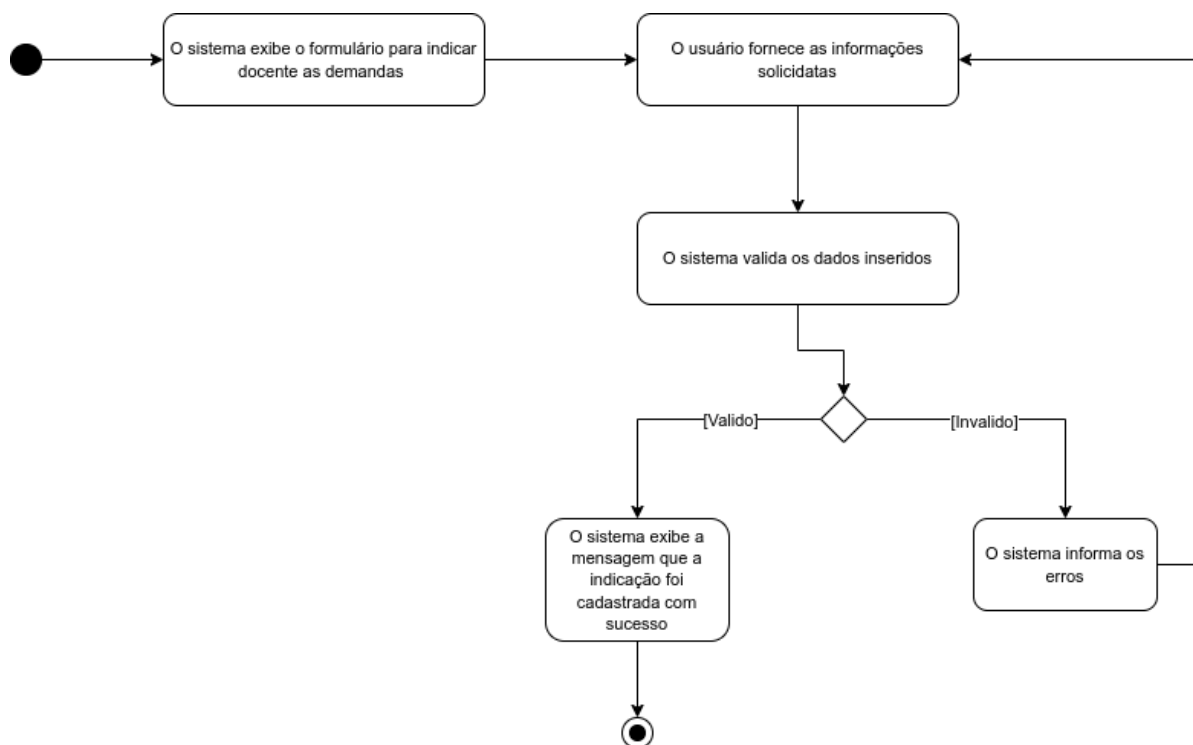 O sistema exibe o formulário para indicar
docente as demandas
O usuário fornece as informações
solicidatas
O sistema valida os dados inseridos
[Valido]
[Invalido]
O sistema exibe a
mensagem que a
indicação foi
cadastrada com
sucesso
O sistema informa os
erros